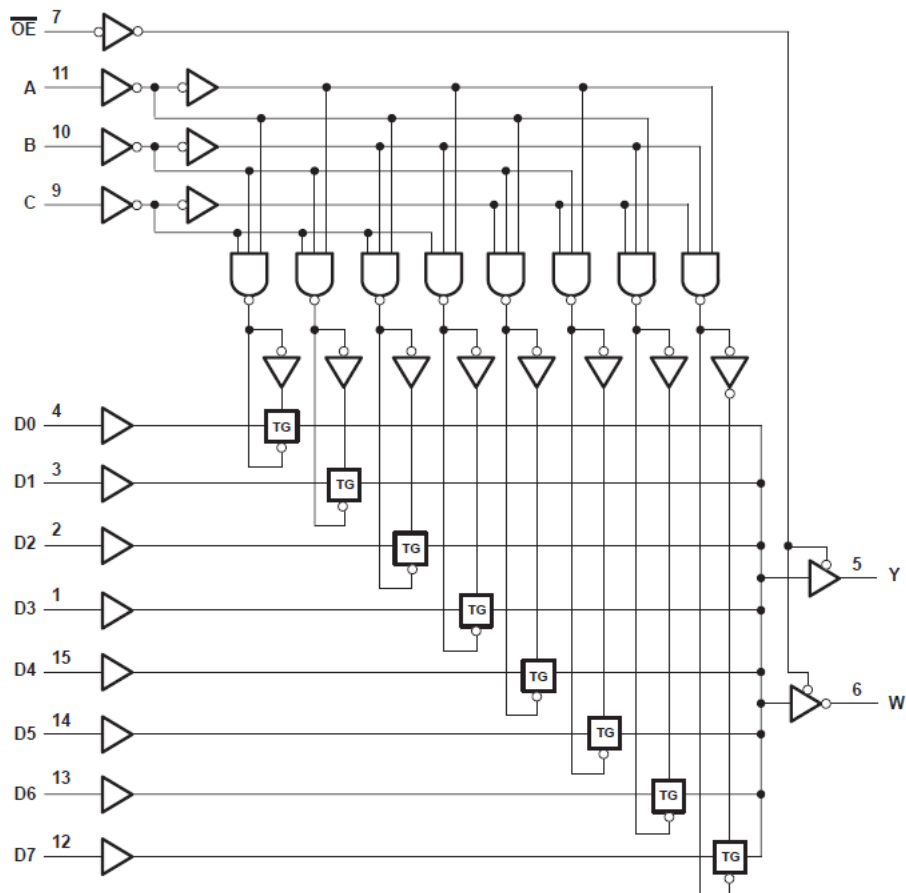 OE 7
A 11
B 10
C 9
D0 4
TG
D1 3
TG
D2 2
TG
5 Y
D3 1
TG
D4 15
TG
6 W
D5 14
TG
D6 13
TG
D7 12
TG